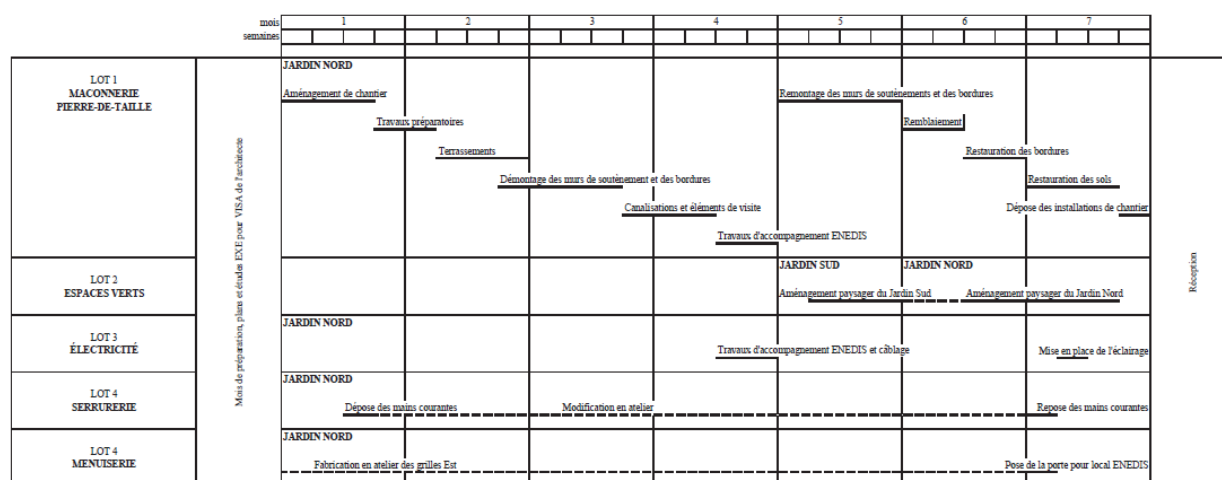 mois 1 2 3 4 5 6 7
semaines
JARDIN NORD
LOT 1
MACONNERIE
PIERRE-DE-TAILLE
Mois de préparation, plans et études EXE pour VISA de l'architecte
Aménagement de chantier
Remontage des murs de soutènements et des bordures
Travaux préparatoires
Remblaiement
Terrassements
Restauration des bordures
Démontage des murs de soutènement et des bordures
Restauration des sols
Canalisations et éléments de visite
Dépose des installations de chantier
Travaux d'accompagnement ENEDIS
Réception
LOT 2
ESPACES VERTS
JARDIN SUD
JARDIN NORD
Aménagement paysager du Jardin Sud
Aménagement paysager du Jardin Nord
JARDIN NORD
LOT 3
ÉLECTRICITÉ
Travaux d'accompagnement ENEDIS et câblage
Mise en place de l'éclairage
JARDIN NORD
LOT 4
SERRURERIE
Dépose des mains courantes
Modification en atelier
Repose des mains courantes
JARDIN NORD
LOT 4
MENUISERIE
Fabrication en atelier des grilles Est
Pose de la porte pour local ENEDIS